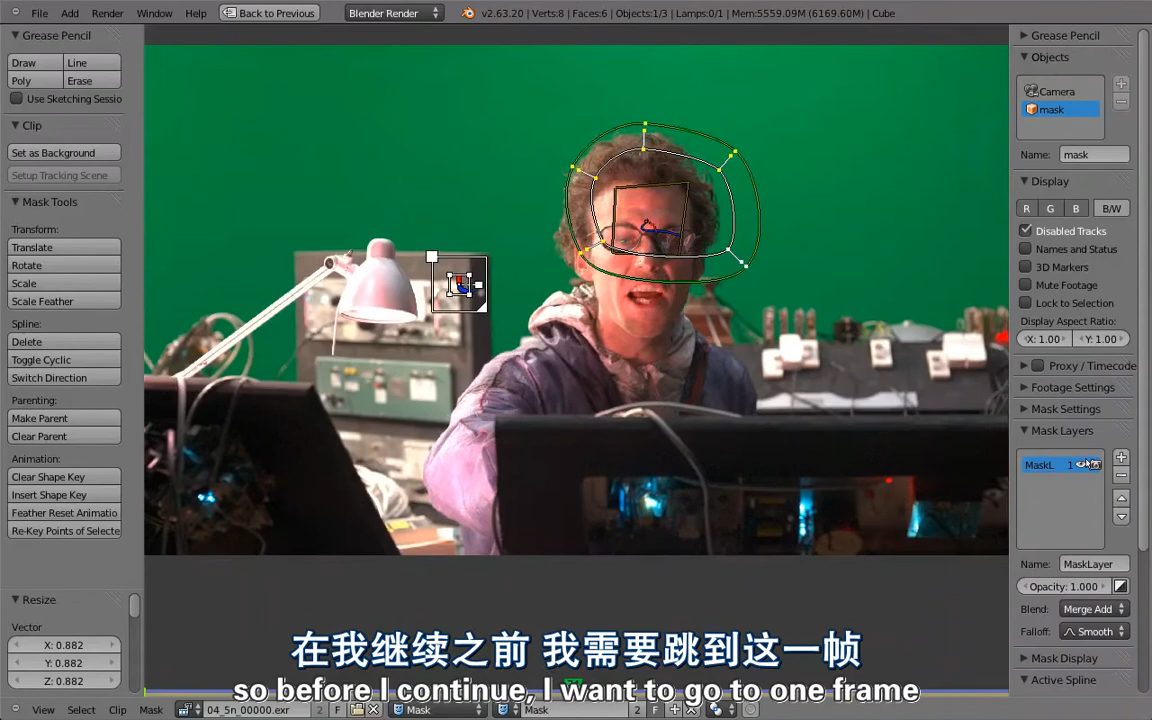 File Add Render Window Help Back to Previous Blender Render v2.63.20 | Verts:8 | Faces:6 | Objects:1/3 | Lamps:0/1 | Mem:5559.09M (6169.60M) | Cube
Grease Pencil
Draw Line
Poly Erase
Use Sketching Sessio
Clip
Set as Background
Setup Tracking Scene
Mask Tools
Transform:
Translate
Rotate
Scale
Scale Feather
Spline:
Delete
Toggle Cyclic
Switch Direction
Parenting:
Make Parent
Clear Parent
Animation:
Clear Shape Key
Insert Shape Key
Feather Reset Animatio
Re-Key Points of Selecte
Resize
Vector
X: 0.882
Y: 0.882
Z: 0.882
Grease Pencil
Objects
Camera
mask
Name: mask
Display
R G B B/W
Disabled Tracks
Names and Status
3D Markers
Mute Footage
Lock to Selection
Display Aspect Ratio:
X: 1.00 Y: 1.00
Proxy / Timecode
Footage Settings
Mask Settings
Mask Layers
MaskL 1
Name: MaskLayer
Opacity: 1.000
Blend: Merge Add
Falloff: Smooth
Mask Display
Active Spline
在我继续之前 我需要跳到这一帧
so before I continue, I want to go to one frame
View Select Clip Mask 04_5n_00000.exr 2 F Mask Mask 2 F